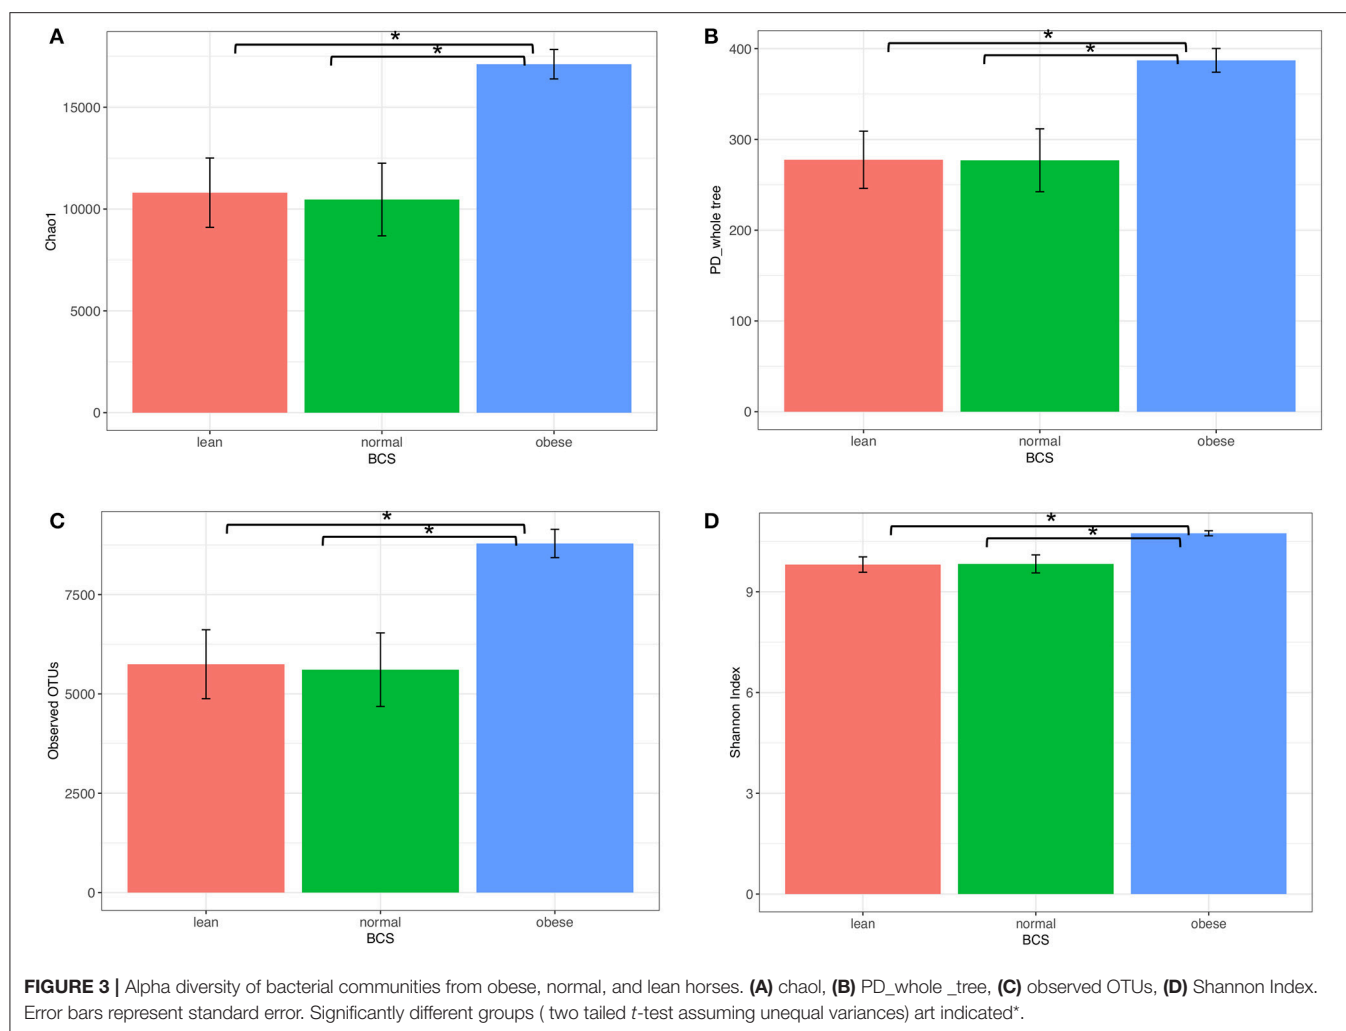 A
*
*
15000
10000
5000
0
Chao1
lean normal obese
BCS
B
*
*
400
300
200
100
0
PD_whole tree
lean normal obese
BCS
C
*
*
7500
5000
2500
0
Observed OTUs
lean normal obese
BCS
D
*
*
9
6
3
0
Shannon Index
lean normal obese
BCS
FIGURE 3 | Alpha diversity of bacterial communities from obese, normal, and lean horses. (A) chaol, (B) PD_whole _tree, (C) observed OTUs, (D) Shannon Index.
Error bars represent standard error. Significantly different groups ( two tailed t-test assuming unequal variances) art indicated*.